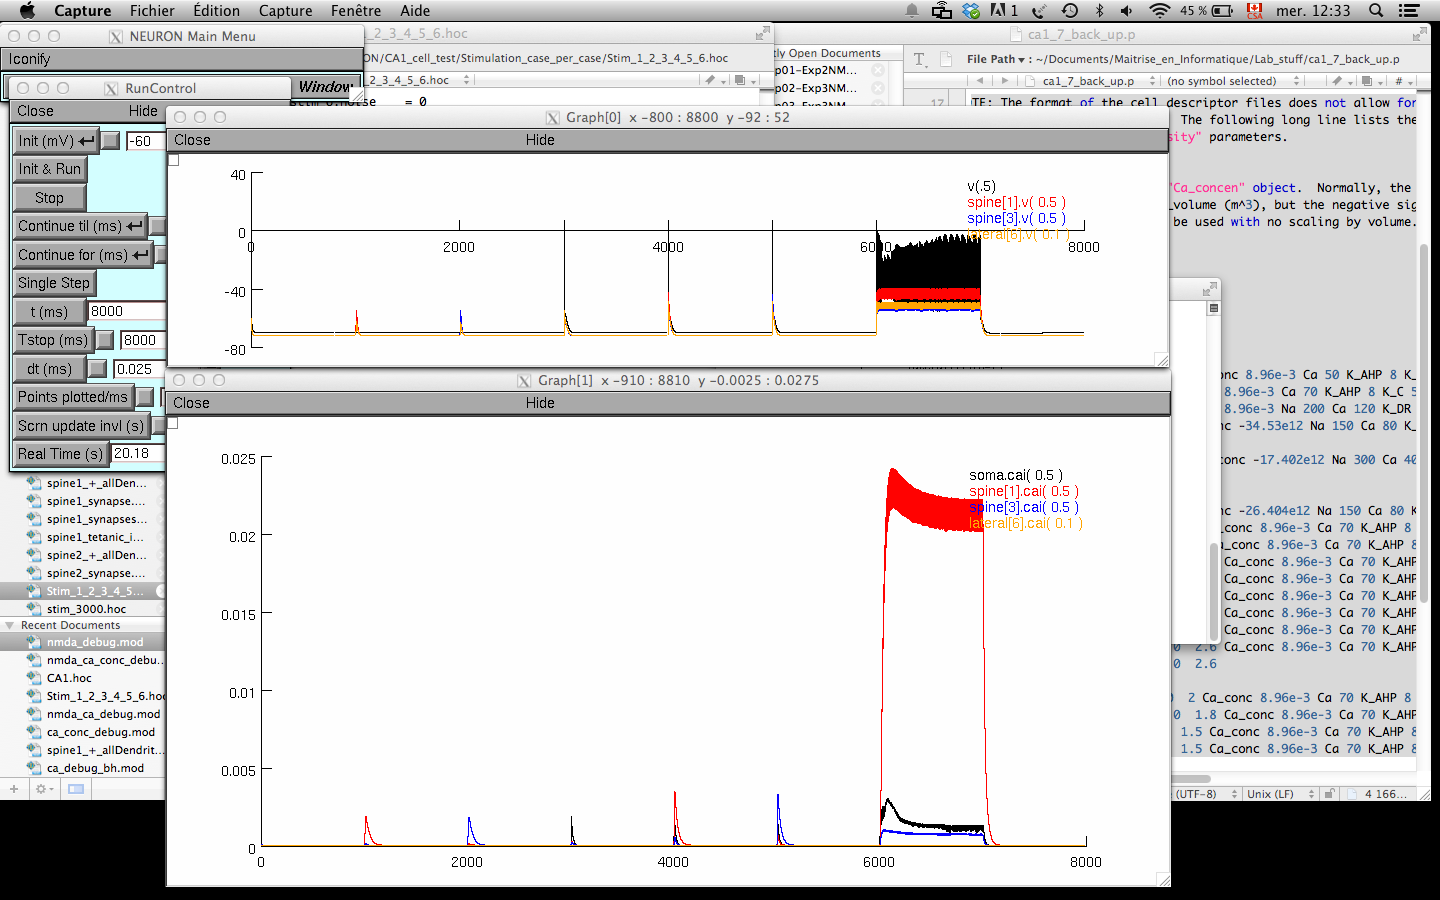 Capture Fichier Édition Capture Fenêtre Aide
1 45 % CSA mer. 12:33
NEURON Main Menu
Iconify
Window
_1_2_3_4_5_6.hoc
ON/CA1_cell_test/Stimulation_case_per_case/Stim_1_2_3_4_5_6.hoc
_2_3_4_5_6.hoc
= 0
tly Open Documents
p01-Exp2NM...
p02-Exp3NM...
ca1_7_back_up.p
File Path ▾ : ~/Documents/Maitrise_en_Informatique/Lab_stuff/ca1_7_back_up.p
ca1_7_back_up.p (no symbol selected)
17
TE: The format of the cell descriptor files does not allow for
The following long line lists the
sity" parameters.
"Ca_concen" object. Normally, the
_volume (m^3), but the negative sig
be used with no scaling by volume.
RunControl
Close Hide
Init (mV) -60
Init & Run
Stop
Continue til (ms)
Continue for (ms)
Single Step
t (ms) 8000
Tstop (ms) 8000
dt (ms) 0.025
Points plotted/ms
Scrn update invl (s)
Real Time (s) 20.18
Graph[0] x -800 : 8800 y -92 : 52
Close Hide
40
0
-40
-80
0 2000 4000 6000 8000
v(.5)
spine[1].v( 0.5 )
spine[3].v( 0.5 )
lateral[6].v( 0.1 )
Graph[1] x -910 : 8810 y -0.0025 : 0.0275
Close Hide
0.025
0.02
0.015
0.01
0.005
0
0 2000 4000 6000 8000
soma.cai( 0.5 )
spine[1].cai( 0.5 )
spine[3].cai( 0.5 )
lateral[6].cai( 0.1 )
spine1_+_allDen...
spine1_synapse....
spine1_synapses...
spine1_tetanic_i...
spine2_+_allDen...
spine2_synapse....
Stim_1_2_3_4_5...
stim_3000.hoc
Recent Documents
nmda_debug.mod
nmda_ca_conc_debu...
CA1.hoc
Stim_1_2_3_4_5_6.hoc
nmda_ca_debug.mod
ca_conc_debug.mod
spine1_+_allDendrit...
ca_debug_bh.mod
nc 8.96e-3 Ca 50 K_AHP 8 K_
8.96e-3 Ca 70 K_AHP 8 K_C 5
8.96e-3 Na 200 Ca 120 K_DR
nc -34.53e12 Na 150 Ca 80 K_
onc -17.402e12 Na 300 Ca 40
onc -26.404e12 Na 150 Ca 80 K
a_conc 8.96e-3 Ca 70 K_AHP 8
Ca_conc 8.96e-3 Ca 70 K_AHP
Ca_conc 8.96e-3 Ca 70 K_AHP
Ca_conc 8.96e-3 Ca 70 K_AHP
Ca_conc 8.96e-3 Ca 70 K_AHP
Ca_conc 8.96e-3 Ca 70 K_AHP
Ca_conc 8.96e-3 Ca 70 K_AHP
0 2.6 Ca_conc 8.96e-3 Ca 70 K_AHP
0 2.6
0 2 Ca_conc 8.96e-3 Ca 70 K_AHP 8
0 1.8 Ca_conc 8.96e-3 Ca 70 K_AHP
1.5 Ca_conc 8.96e-3 Ca 70 K_AHP 8
1.5 Ca_conc 8.96e-3 Ca 70 K_AHP 8
(UTF-8) Unix (LF) 4 166...